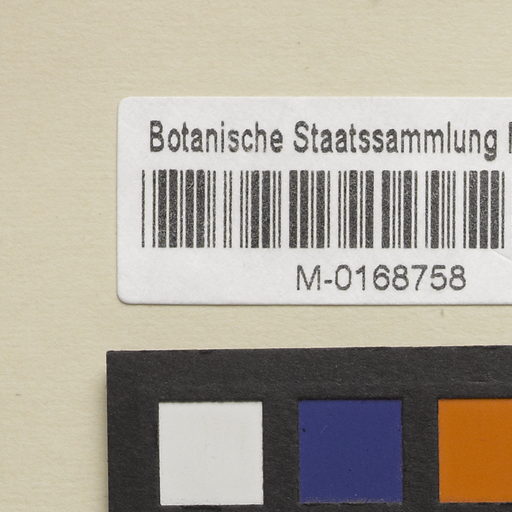 Botanische Staatssammlung
M-0168758